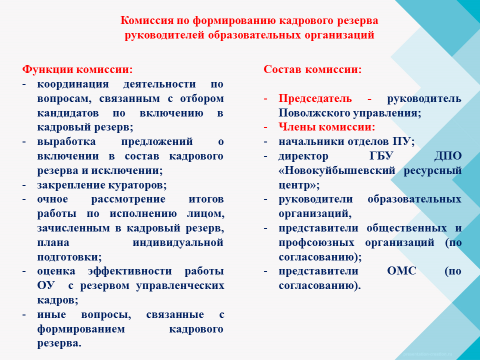 Комиссия по формированию кадрового резерва
руководителей образовательных организаций
Функции комиссии:
- координация деятельности по
вопросам, связанным с отбором
кандидатов по включению в
кадровый резерв;
- выработка предложений о
включении в состав кадрового
резерва и исключении;
- закрепление кураторов;
- очное рассмотрение итогов
работы по исполнению лицом,
зачисленным в кадровый резерв,
плана индивидуальной
подготовки;
- оценка эффективности работы
ОУ с резервом управленческих
кадров;
- иные вопросы, связанные с
формированием кадрового
резерва.
Состав комиссии:
- Председатель - руководитель
Поволжского управления;
- Члены комиссии:
- начальники отделов ПУ;
- директор ГБУ ДПО
«Новокуйбышевский ресурсный
центр»;
- руководители образовательных
организаций,
- представители общественных и
профсоюзных организаций (по
согласованию);
- представители ОМС (по
согласованию).